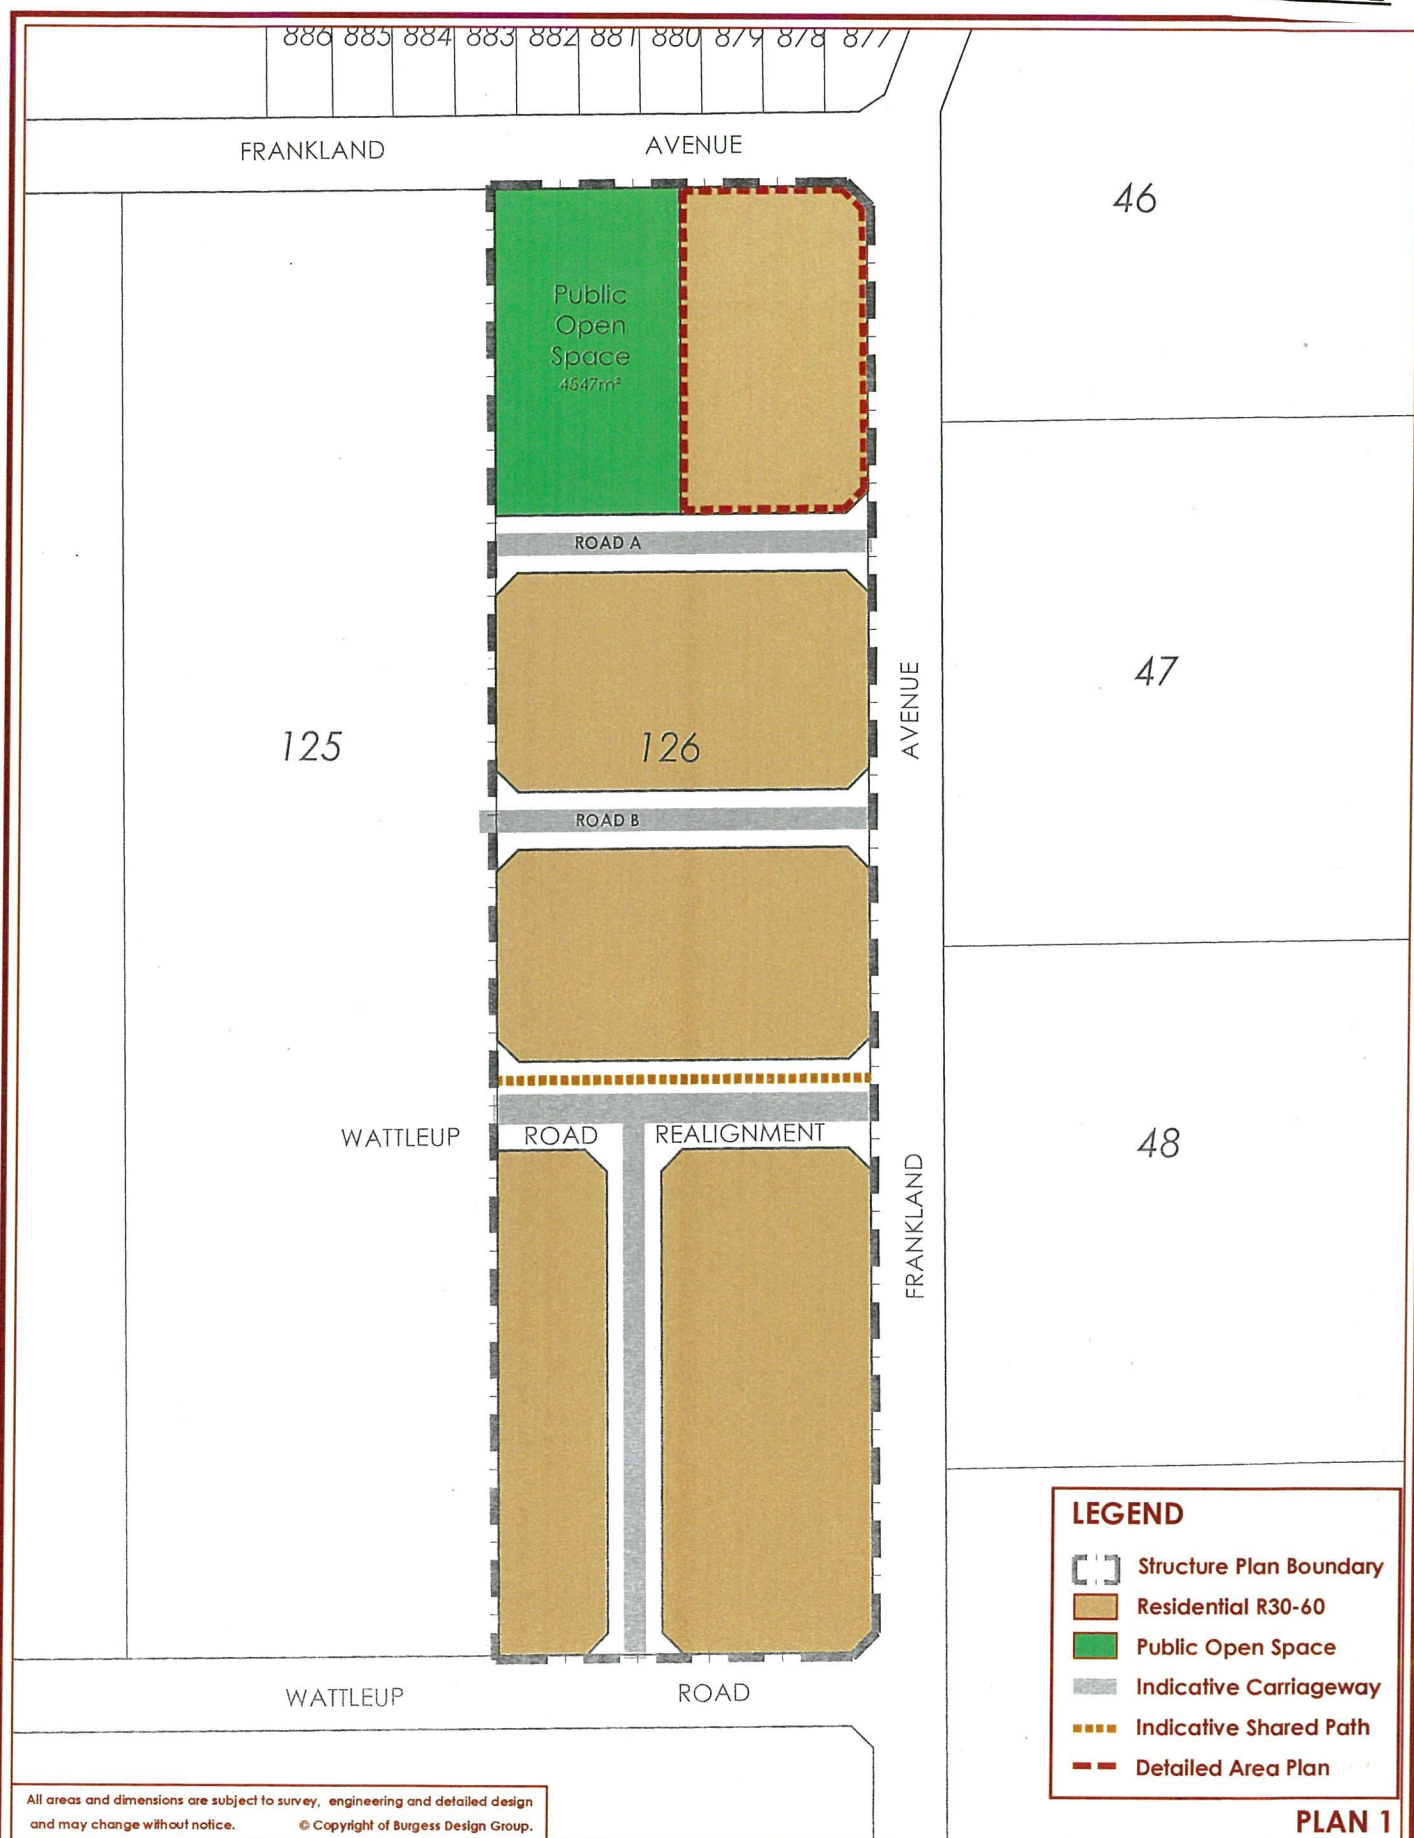 886 885 884 883 882 881 880 879 878 877
FRANKLAND AVENUE
46
Public
Open
Space
4547m²
ROAD A
47
AVENUE
125
126
ROAD B
WATTLEUP ROAD REALIGNMENT
48
FRANKLAND
LEGEND
Structure Plan Boundary
Residential R30-60
Public Open Space
Indicative Carriageway
Indicative Shared Path
Detailed Area Plan
WATTLEUP ROAD
All areas and dimensions are subject to survey, engineering and detailed design
and may change without notice. © Copyright of Burgess Design Group.
PLAN 1